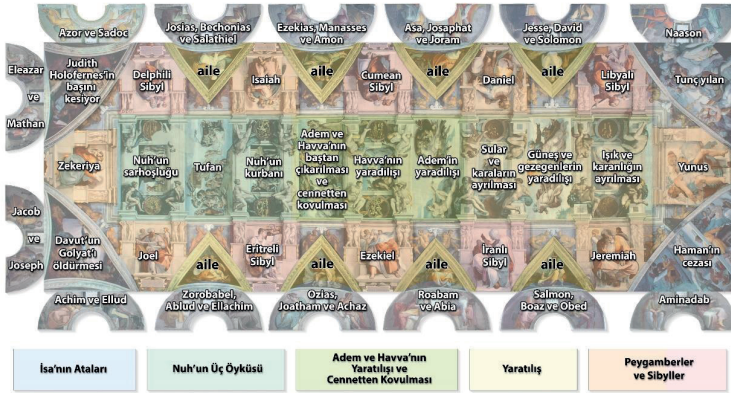 Azor ve Sadoc
Josias, Bechonias
ve Salathiel
Ezekias, Manasses
ve Amon
Asa, Josaphat
ve Joram
Jesse, David
ve Solomon
Naason
Eleazar
ve
Mathan
Judith
Holofernes'in
başını
kesiyor
Delphili
Sibyl
aile
Isaiah
aile
Cumean
Sibyl
aile
Daniel
aile
Libyalı
Sibyl
Tunç yılan
Zekeriya
Nuh'un
sarhoşluğu
Tufan
Nuh'un
kurbanı
Adem ve
Havva'nın
baştan
çıkarılması
ve
cennetten
kovulması
Havva'nın
yaradılışı
Adem'in
yaradılışı
Sular
ve
karaların
ayrılması
Güneş ve
gezegenlerin
yaradılışı
Işık ve
karanlığın
ayrılması
Yunus
Jacob
ve
Joseph
Davut'un
Golyat'ı
öldürmesi
Joel
aile
Eritreli
Sibyl
aile
Ezekiel
aile
İranlı
Sibyl
aile
Jeremiah
Haman'ın
cezası
Achim ve Ellud
Zorobabel,
Ablud ve Ellachim
Ozias,
Joatham ve Achaz
Roabam
ve Abia
Salmon,
Boaz ve Obed
Aminadab
İsa'nın Ataları
Nuh'un Üç Öyküsü
Adem ve Havva'nın
Yaratılışı ve
Cennetten Kovulması
Yaratılış
Peygamberler
ve Sibyller